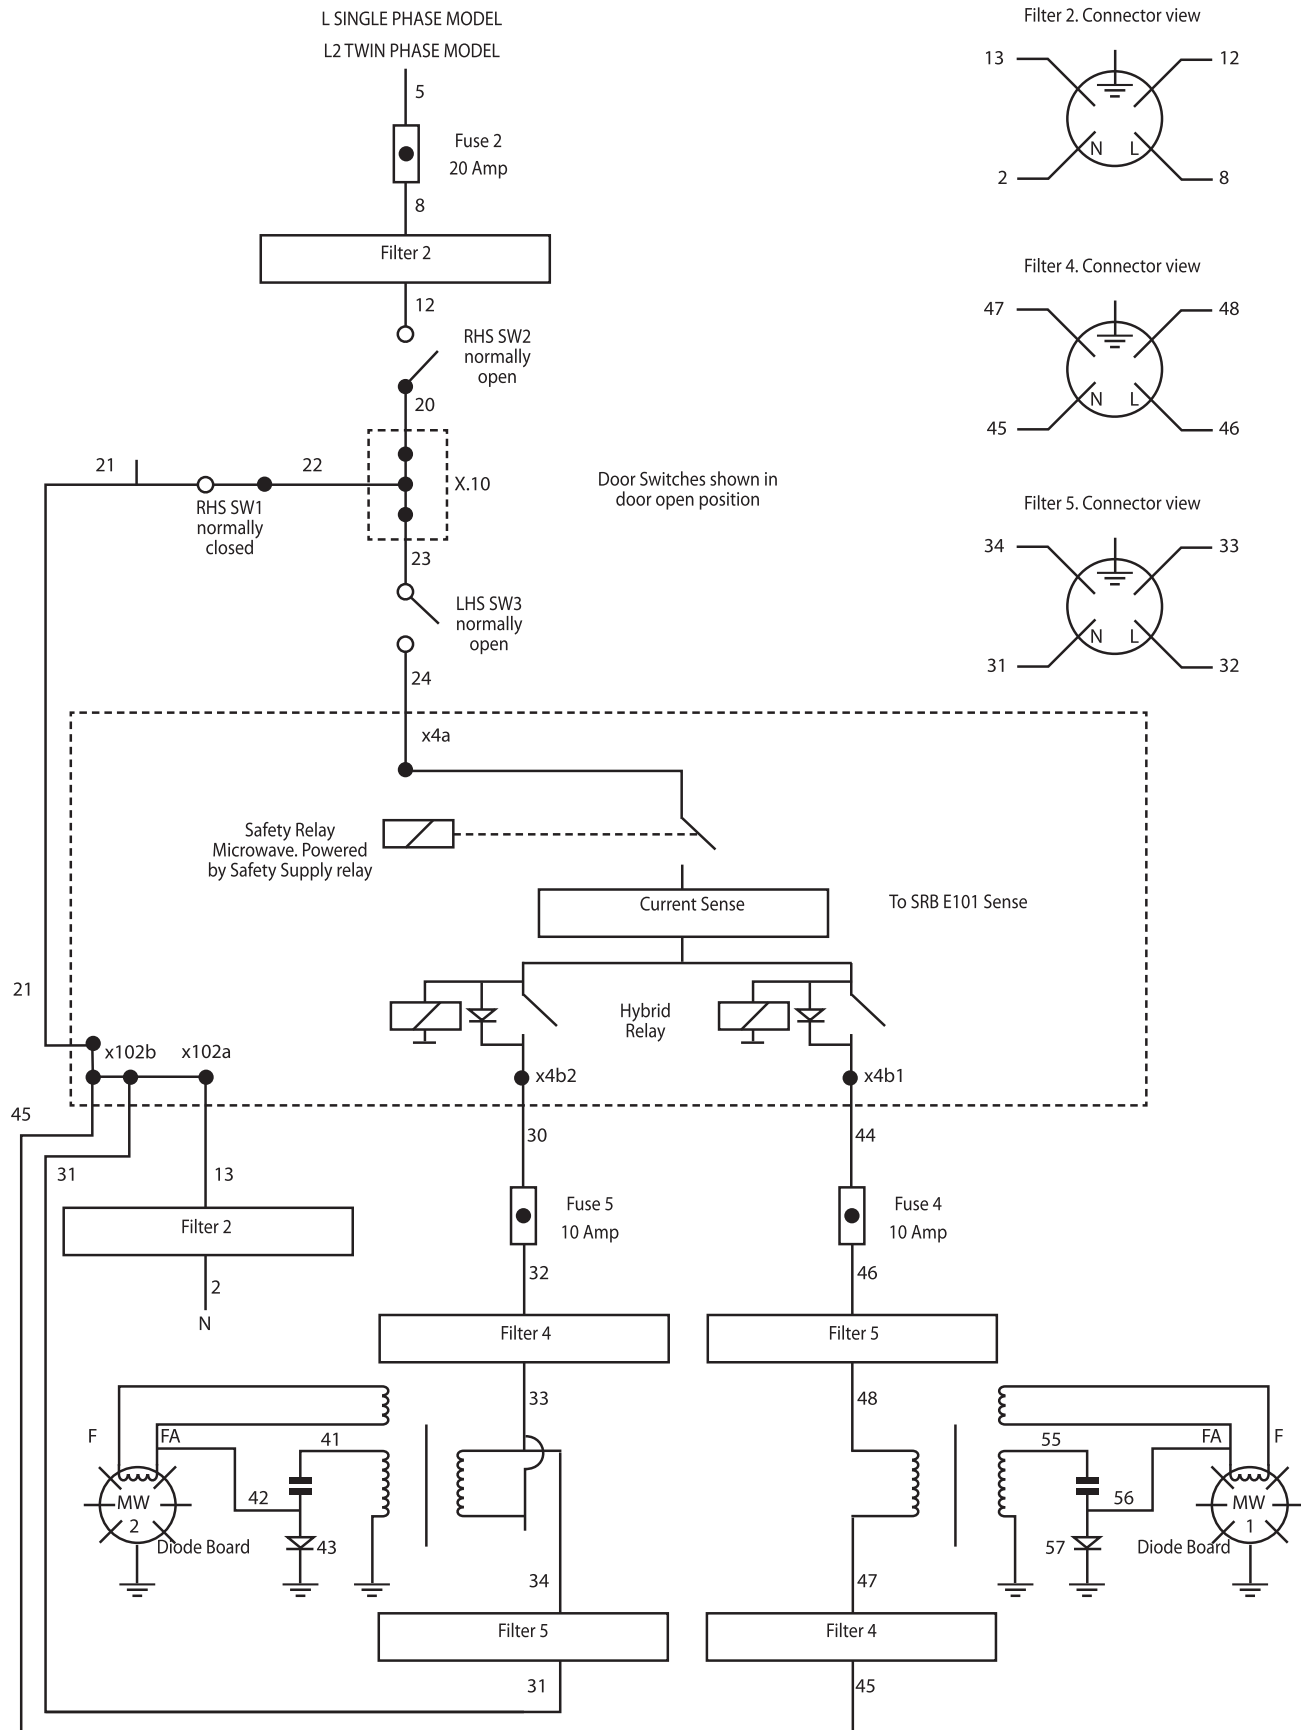 L SINGLE PHASE MODEL
L2 TWIN PHASE MODEL
5
Fuse 2
20 Amp
8
Filter 2
12
RHS SW2
normally
open
20
21
22
X.10
RHS SW1
normally
closed
Door Switches shown in
door open position
23
LHS SW3
normally
open
24
Filter 2. Connector view
13
12
N
L
2
8
Filter 4. Connector view
47
48
N
L
45
46
Filter 5. Connector view
34
33
N
L
31
32
x4a
Safety Relay
Microwave. Powered
by Safety Supply relay
Current Sense
To SRB E101 Sense
21
Hybrid
Relay
x102b
x102a
x4b2
x4b1
45
31
13
30
44
Filter 2
2
N
Fuse 5
10 Amp
Fuse 4
10 Amp
32
46
Filter 4
Filter 5
33
48
F
FA
41
42
MW
2
Diode Board
43
55
FA
F
56
MW
1
57
Diode Board
34
47
Filter 5
Filter 4
31
45